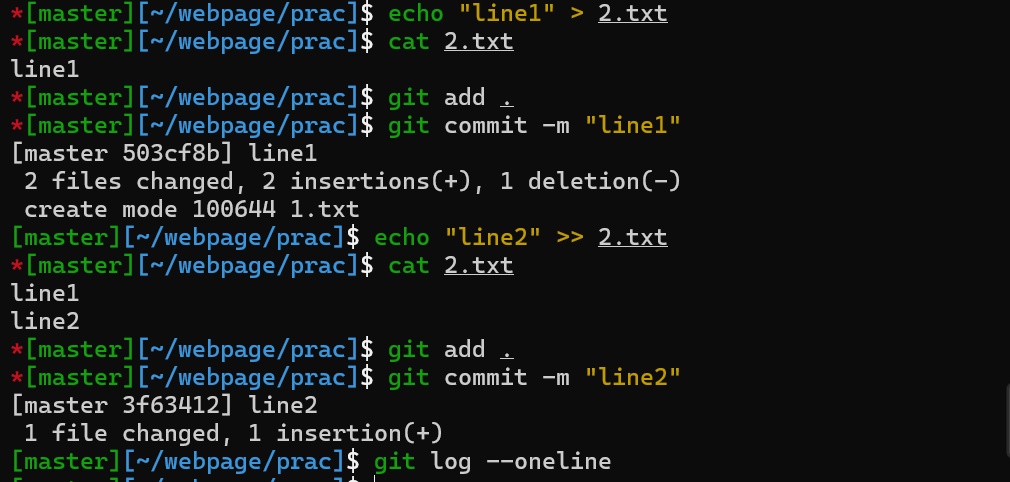 *[master][~/webpage/prac]$ echo "line1" > 2.txt
*[master][~/webpage/prac]$ cat 2.txt
line1
*[master][~/webpage/prac]$ git add .
*[master][~/webpage/prac]$ git commit -m "line1"
[master 503cf8b] line1
 2 files changed, 2 insertions(+), 1 deletion(-)
 create mode 100644 1.txt
[master][~/webpage/prac]$ echo "line2" >> 2.txt
*[master][~/webpage/prac]$ cat 2.txt
line1
line2
*[master][~/webpage/prac]$ git add .
*[master][~/webpage/prac]$ git commit -m "line2"
[master 3f63412] line2
 1 file changed, 1 insertion(+)
[master][~/webpage/prac]$ git log --oneline